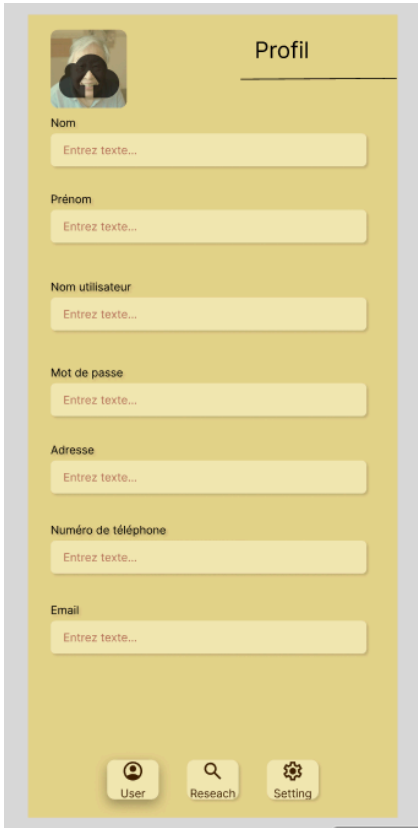 Profil
Nom
Entrez texte...
Prénom
Entrez texte...
Nom utilisateur
Entrez texte...
Mot de passe
Entrez texte...
Adresse
Entrez texte...
Numéro de téléphone
Entrez texte...
Email
Entrez texte...
User Reseach Setting